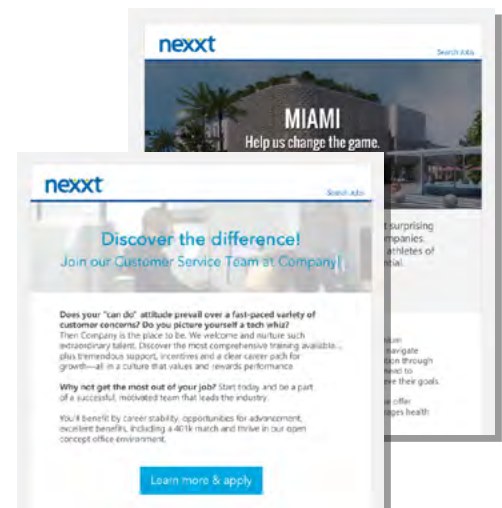 nexxt
Search Jobs
MIAMI
Help us change the game.
surprising
ompanies.
athletes of
ntial.
navigate
tion through
need to
eve their goals.
offer
ages health
nexxt
Search Jobs
Discover the difference!
Join our Customer Service Team at Company|
Does your "can do" attitude prevail over a fast-paced variety of
customer concerns? Do you picture yourself a tech whiz?
Then Company is the place to be. We welcome and nurture such
extraordinary talent. Discover the most comprehensive training available...
plus tremendous support, incentives and a clear career path for
growth—all in a culture that values and rewards performance.
Why not get the most out of your job? Start today and be a part
of a successful, motivated team that leads the industry.
You'll benefit by career stability, opportunities for advancement,
excellent benefits, including a 401k match and thrive in our open
concept office environment.
Learn more & apply